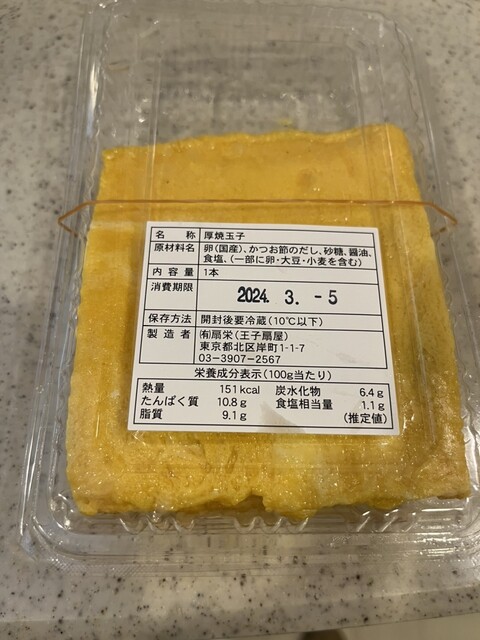 名称 厚焼玉子
原材料名 卵(国産)、かつお節のだし、砂糖、醤油、
食塩、(一部に卵・大豆・小麦を含む)
内容量 1本
消費期限 2024. 3. -5
保存方法 開封後要冷蔵(10℃以下)
製造者 ㈲扇栄(王子扇屋)
東京都北区岸町1-1-7
03-3907-2567
栄養成分表示(100g当たり)
熱量 151kcal 炭水化物 6.4g
たんぱく質 10.8g 食塩相当量 1.1g
脂質 9.1g (推定値)